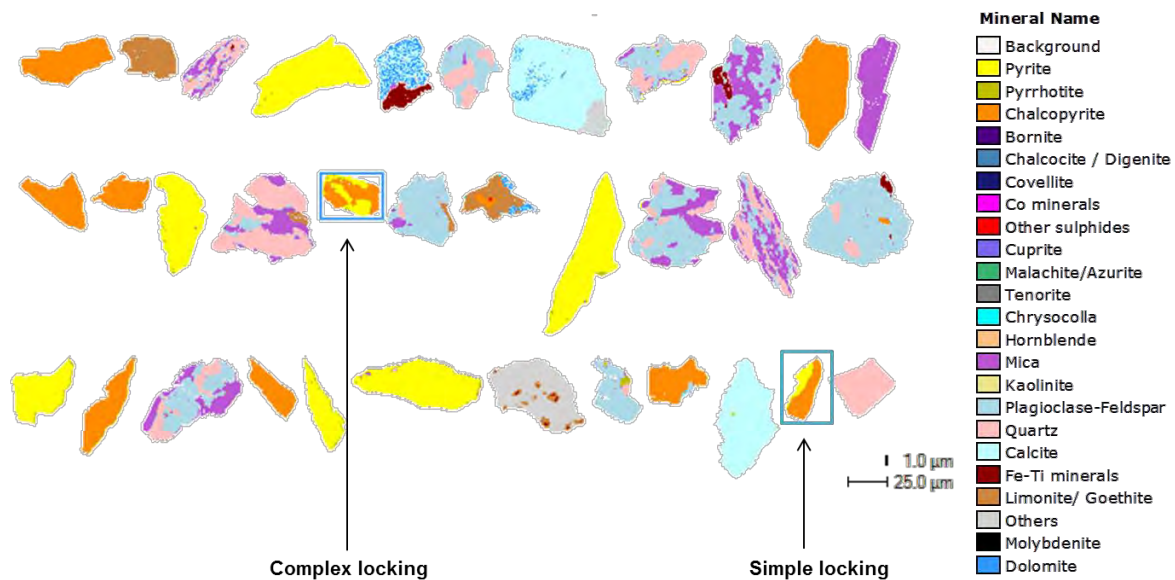 Mineral Name
Background
Pyrite
Pyrrhotite
Chalcopyrite
Bornite
Chalcocite / Digenite
Covellite
Co minerals
Other sulphides
Cuprite
Malachite/Azurite
Tenorite
Chrysocolla
Hornblende
Mica
Kaolinite
Plagioclase-Feldspar
Quartz
Calcite
Fe-Ti minerals
Limonite/ Goethite
Others
Molybdenite
Dolomite
1.0 µm
25.0 µm
Complex locking
Simple locking